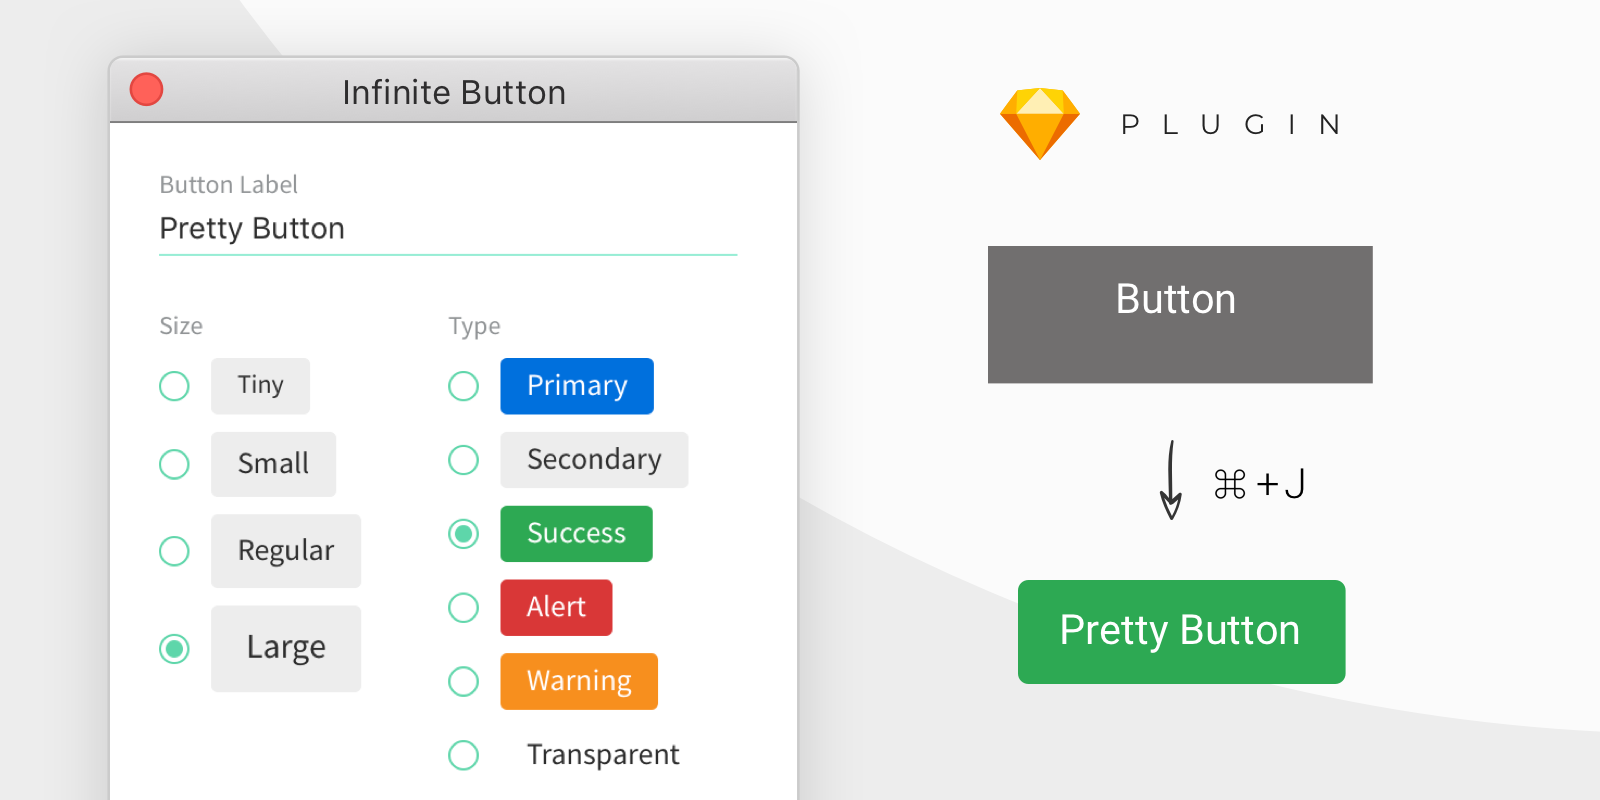 Infinite Button
Button Label
Pretty Button
Size
Tiny
Small
Regular
Large
Type
Primary
Secondary
Success
Alert
Warning
Transparent
PLUGIN
Button
⌘+J
Pretty Button